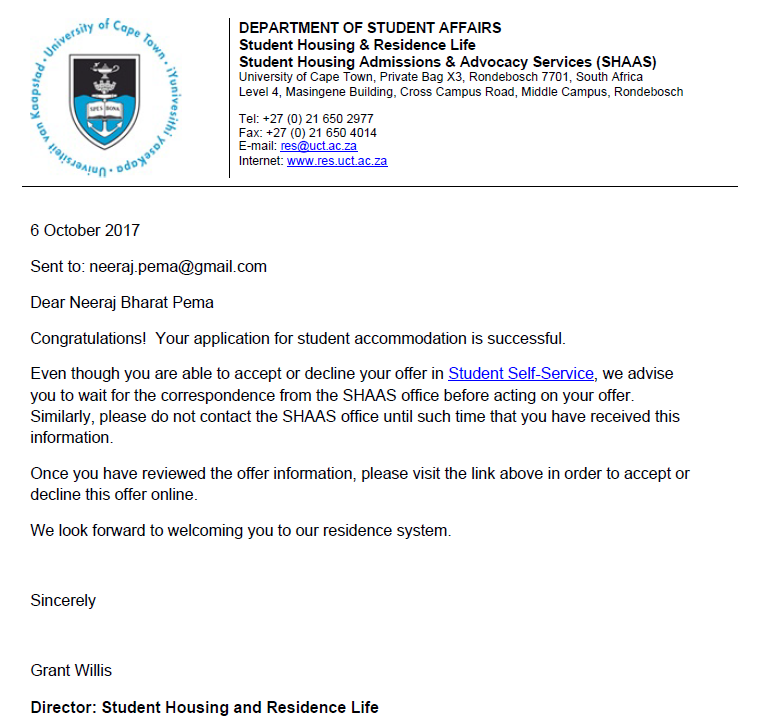 University of Cape Town · iYunivesithi yaseKapa · Universiteit van Kaapstad ·
SPES BONA
DEPARTMENT OF STUDENT AFFAIRS
Student Housing & Residence Life
Student Housing Admissions & Advocacy Services (SHAAS)
University of Cape Town, Private Bag X3, Rondebosch 7701, South Africa
Level 4, Masingene Building, Cross Campus Road, Middle Campus, Rondebosch
Tel: +27 (0) 21 650 2977
Fax: +27 (0) 21 650 4014
E-mail: res@uct.ac.za
Internet: www.res.uct.ac.za
6 October 2017
Sent to: neeraj.pema@gmail.com
Dear Neeraj Bharat Pema
Congratulations!  Your application for student accommodation is successful.
Even though you are able to accept or decline your offer in Student Self-Service, we advise
you to wait for the correspondence from the SHAAS office before acting on your offer.
Similarly, please do not contact the SHAAS office until such time that you have received this
information.
Once you have reviewed the offer information, please visit the link above in order to accept or
decline this offer online.
We look forward to welcoming you to our residence system.
Sincerely
Grant Willis
Director: Student Housing and Residence Life